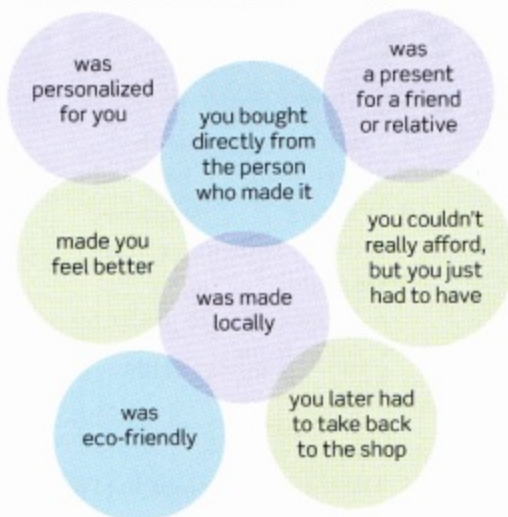 was
personalized
for you
you bought
directly from
the person
who made it
was
a present
for a friend
or relative
made you
feel better
you couldn't
really afford,
but you just
had to have
was made
locally
was
eco-friendly
you later had
to take back
to the shop